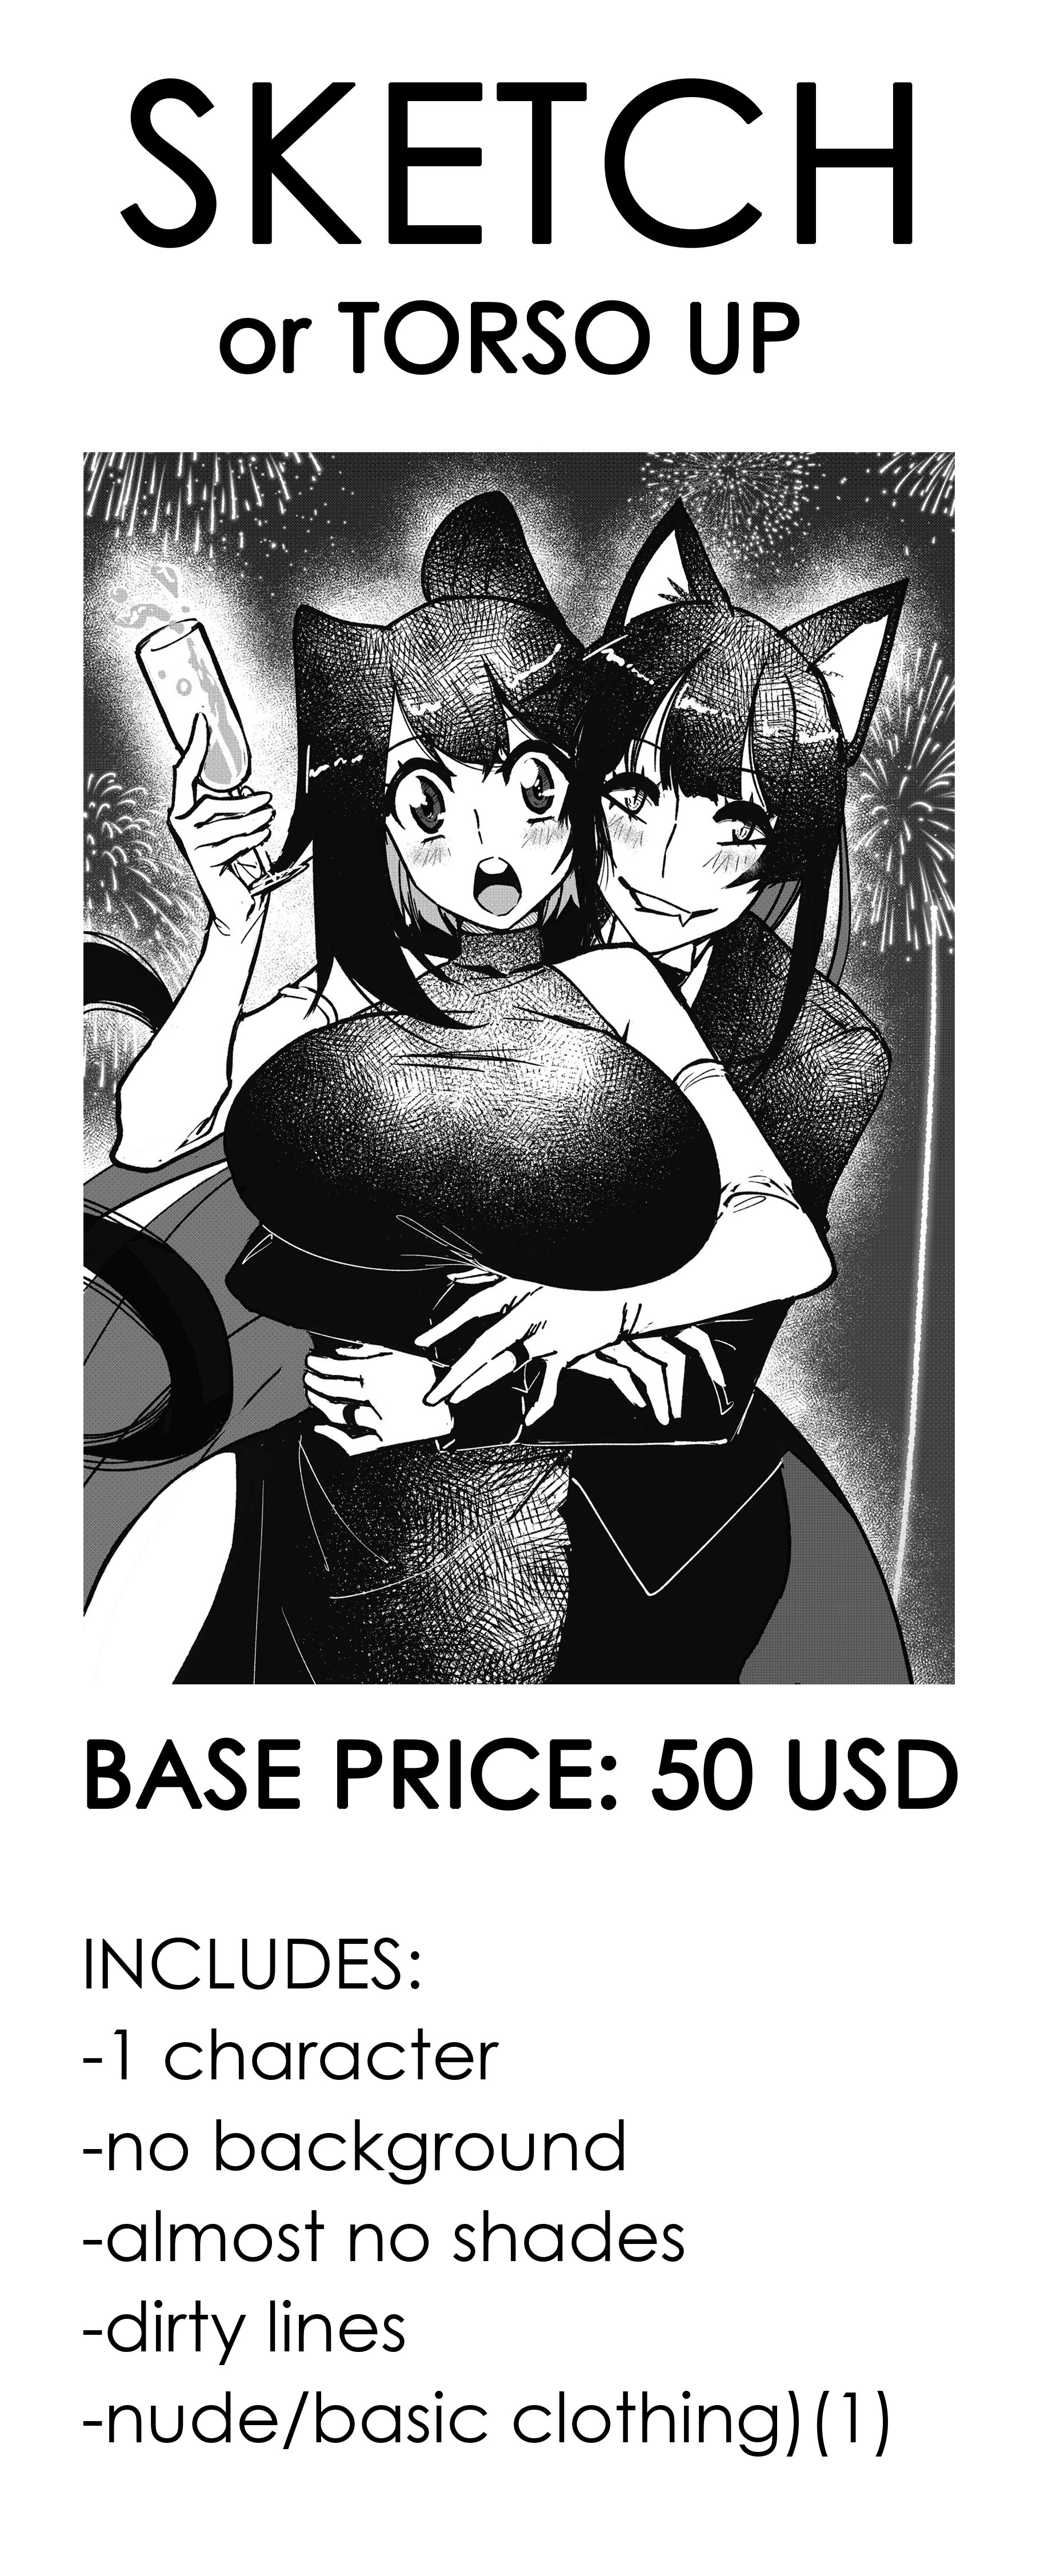 SKETCH
or TORSO UP
BASE PRICE: 50 USD
INCLUDES:
-1 character
-no background
-almost no shades
-dirty lines
-nude/basic clothing)(1)